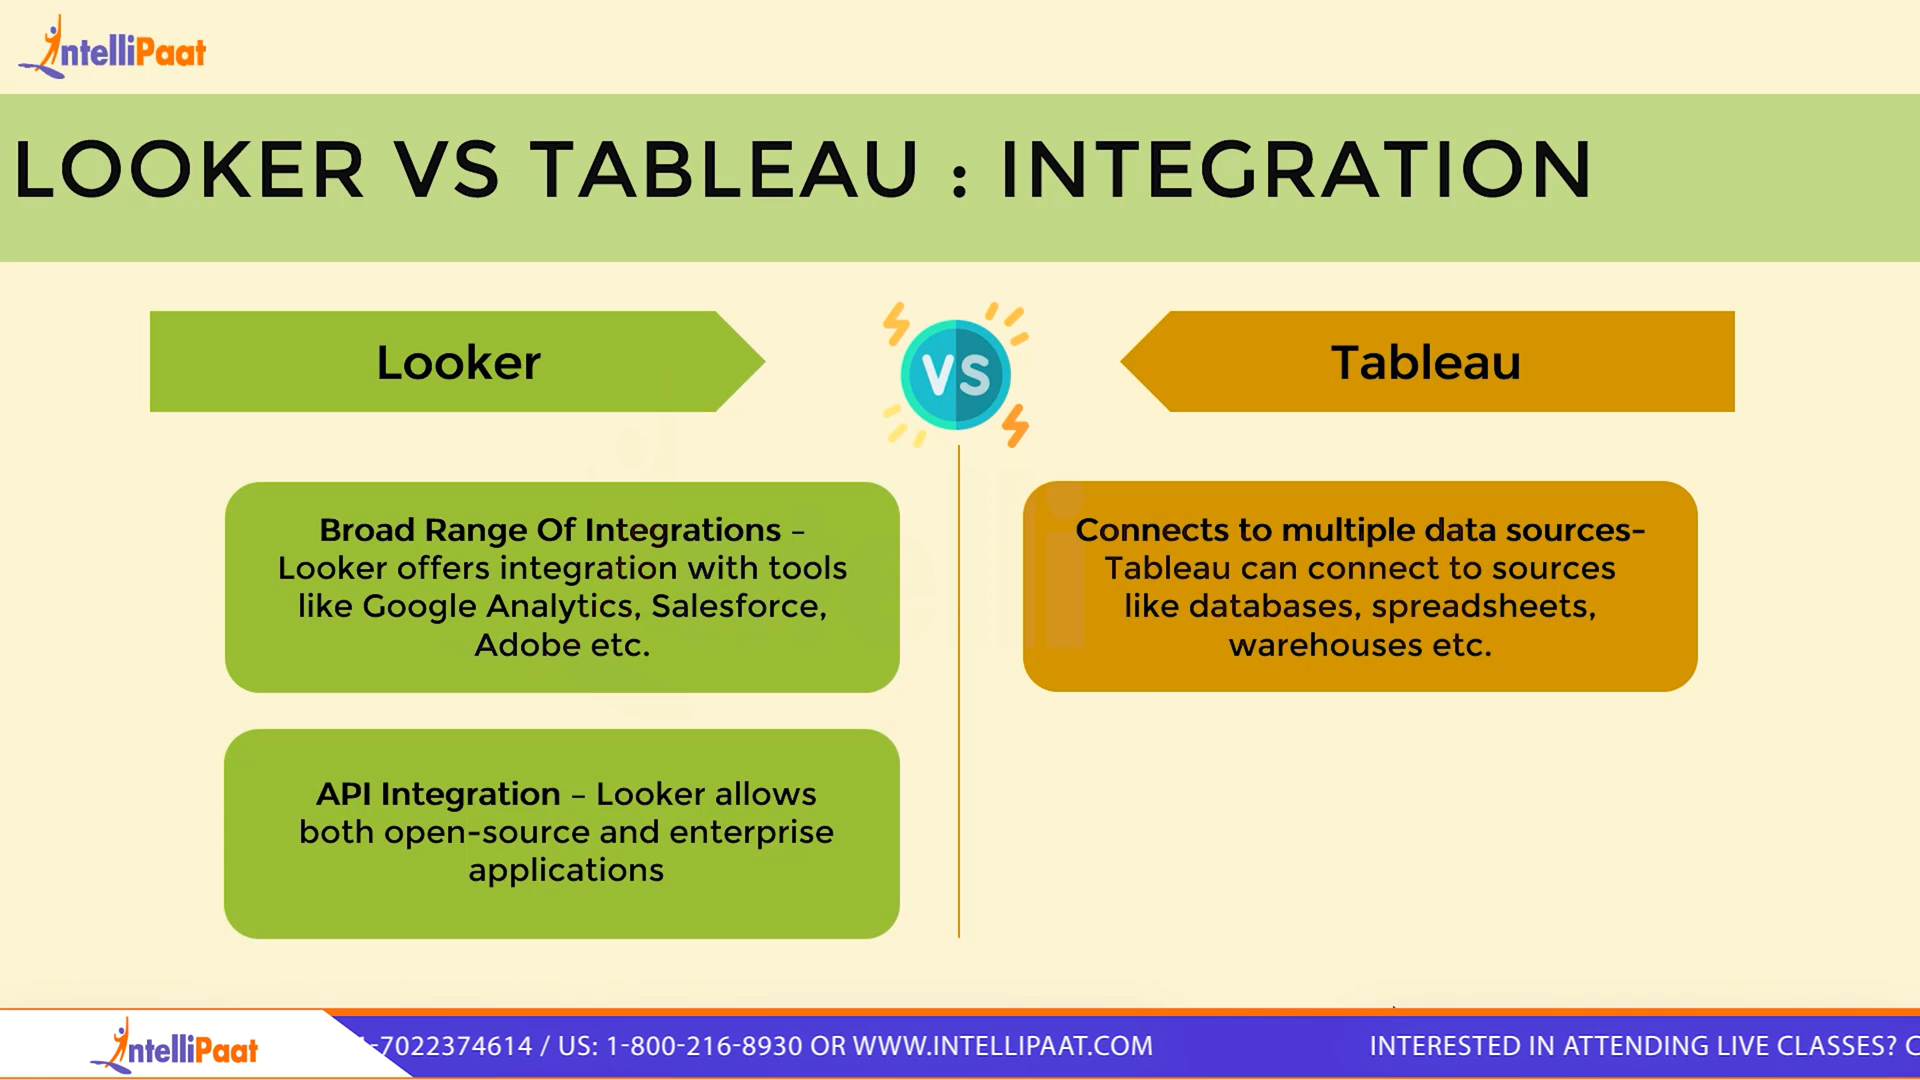 IntelliPaat
LOOKER VS TABLEAU : INTEGRATION
Looker
VS
Tableau
Broad Range Of Integrations –
Looker offers integration with tools
like Google Analytics, Salesforce,
Adobe etc.
Connects to multiple data sources-
Tableau can connect to sources
like databases, spreadsheets,
warehouses etc.
API Integration – Looker allows
both open-source and enterprise
applications
IntelliPaat
-7022374614 / US: 1-800-216-8930 OR WWW.INTELLIPAAT.COM
INTERESTED IN ATTENDING LIVE CLASSES?